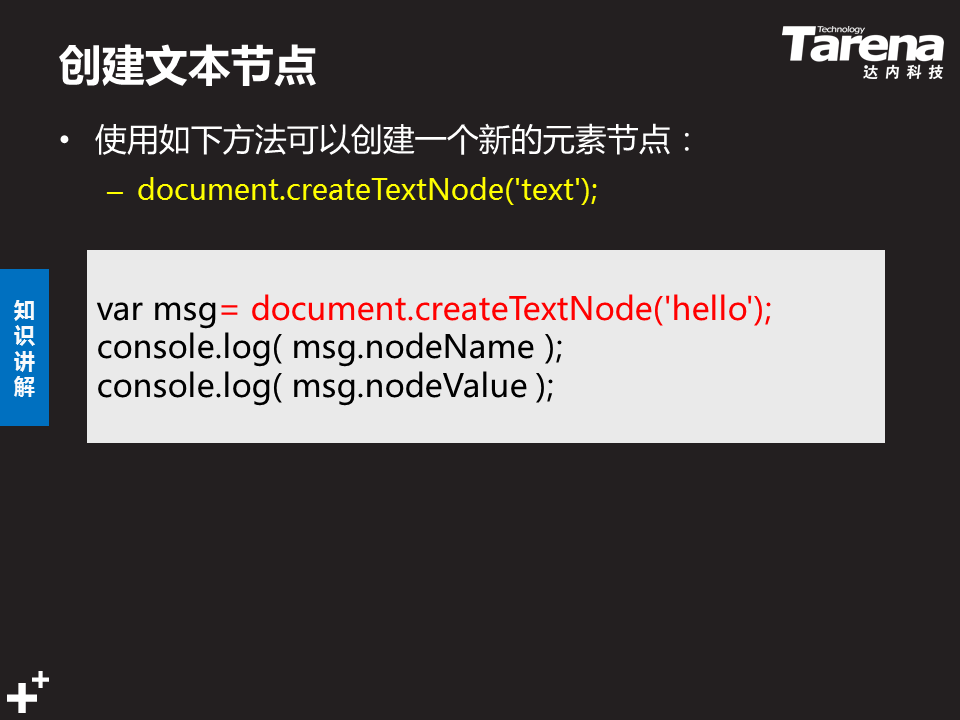 创建文本节点
Technology
Tarena
达内科技
• 使用如下方法可以创建一个新的元素节点：
– document.createTextNode('text');
知识讲解
var msg= document.createTextNode('hello');
console.log( msg.nodeName );
console.log( msg.nodeValue );